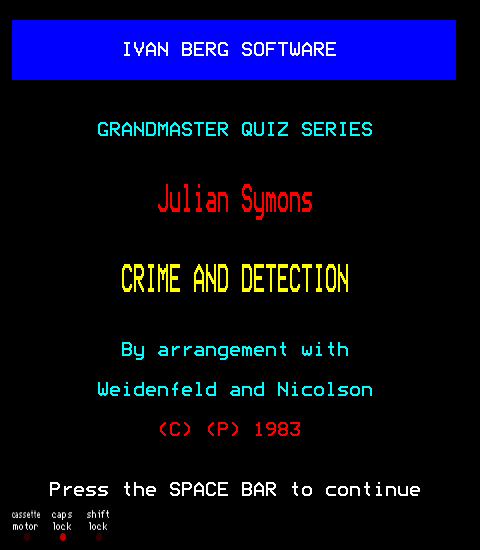 IVAN BERG SOFTWARE
GRANDMASTER QUIZ SERIES
Julian Symons
CRIME AND DETECTION
By arrangement with
Weidenfeld and Nicolson
(C) (P) 1983
Press the SPACE BAR to continue
cassette motor caps lock shift lock